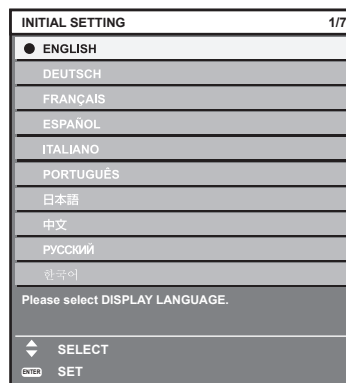 INITIAL SETTING 1/7
ENGLISH
DEUTSCH
FRANÇAIS
ESPAÑOL
ITALIANO
PORTUGUÊS
日本語
中文
РУССКИЙ
한국어
Please select DISPLAY LANGUAGE.
SELECT
ENTER SET